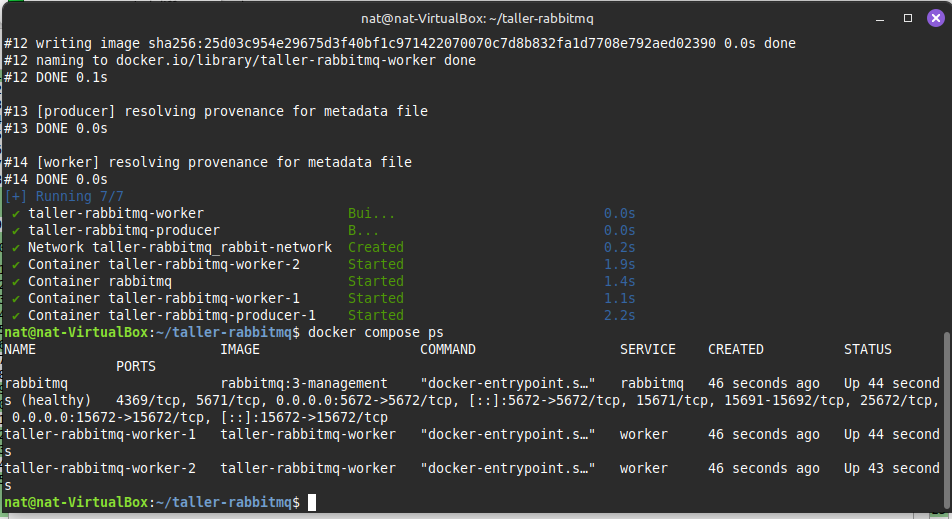 nat@nat-VirtualBox: ~/taller-rabbitmq
#12 writing image sha256:25d03c954e29675d3f40bf1c971422070070c7d8b832fa1d7708e792aed02390 0.0s done
#12 naming to docker.io/library/taller-rabbitmq-worker done
#12 DONE 0.1s
#13 [producer] resolving provenance for metadata file
#13 DONE 0.0s
#14 [worker] resolving provenance for metadata file
#14 DONE 0.0s
[+] Running 7/7
✔ taller-rabbitmq-worker Bui... 0.0s
✔ taller-rabbitmq-producer B... 0.0s
✔ Network taller-rabbitmq_rabbit-network Created 0.2s
✔ Container taller-rabbitmq-worker-2 Started 1.9s
✔ Container rabbitmq Started 1.4s
✔ Container taller-rabbitmq-worker-1 Started 1.1s
✔ Container taller-rabbitmq-producer-1 Started 2.2s
nat@nat-VirtualBox:~/taller-rabbitmq$ docker compose ps
NAME IMAGE COMMAND SERVICE CREATED STATUS
PORTS
rabbitmq rabbitmq:3-management "docker-entrypoint.s…" rabbitmq 46 seconds ago Up 44 second
s (healthy) 4369/tcp, 5671/tcp, 0.0.0.0:5672->5672/tcp, [::]:5672->5672/tcp, 15671/tcp, 15691-15692/tcp, 25672/tcp,
0.0.0.0:15672->15672/tcp, [::]:15672->15672/tcp
taller-rabbitmq-worker-1 taller-rabbitmq-worker "docker-entrypoint.s…" worker 46 seconds ago Up 44 second
s
taller-rabbitmq-worker-2 taller-rabbitmq-worker "docker-entrypoint.s…" worker 46 seconds ago Up 43 second
s
nat@nat-VirtualBox:~/taller-rabbitmq$